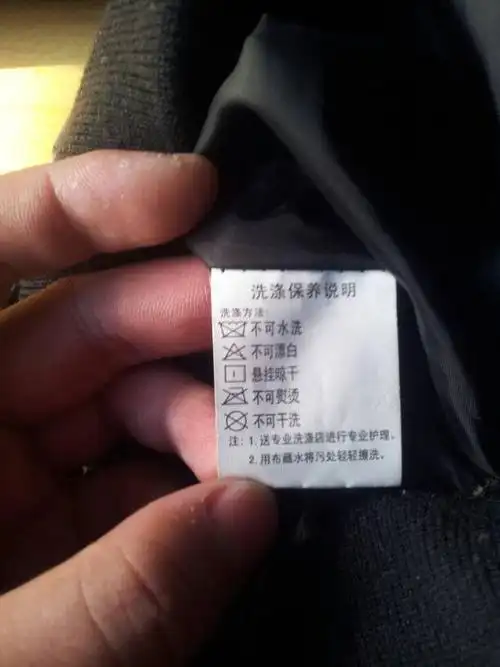 洗涤保养说明
洗涤方法:
不可水洗
不可漂白
悬挂晾干
不可熨烫
不可干洗
注: 1. 送专业洗涤店进行专业护理。
2. 用布蘸水将污处轻轻擦洗。